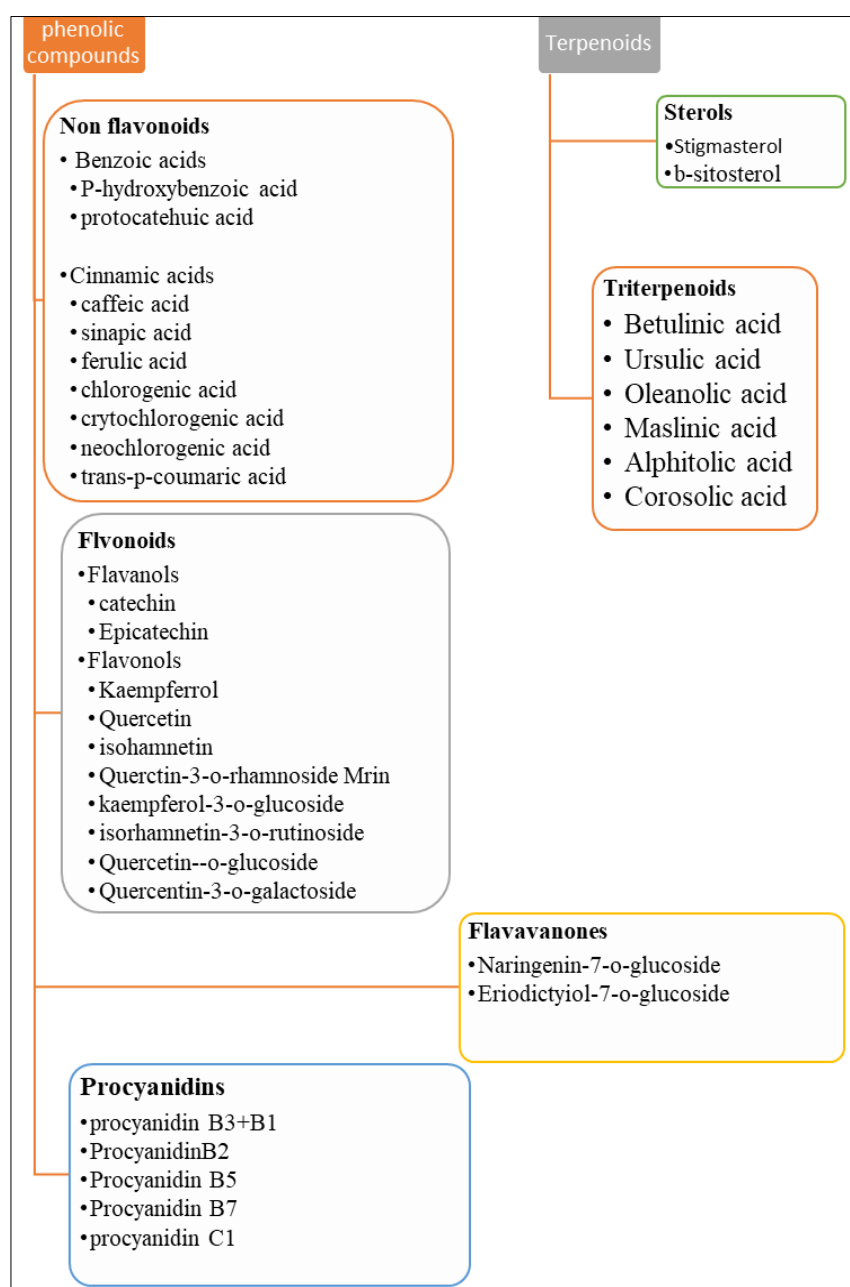 phenolic
compounds
Non flavonoids
• Benzoic acids
•P-hydroxybenzoic acid
•protocatehuic acid
•Cinnamic acids
•caffeic acid
•sinapic acid
•ferulic acid
•chlorogenic acid
•crytochlorogenic acid
•neochlorogenic acid
•trans-p-coumaric acid
Flvonoids
•Flavanols
•catechin
•Epicatechin
•Flavonols
•Kaempferrol
•Quercetin
•isohamnetin
•Querctin-3-o-rhamnoside Mrin
•kaempferol-3-o-glucoside
•isorhamnetin-3-o-rutinoside
•Quercetin--o-glucoside
•Quercentin-3-o-galactoside
Flavavanones
•Naringenin-7-o-glucoside
•Eriodictyiol-7-o-glucoside
Procyanidins
•procyanidin B3+B1
•ProcyanidinB2
•Procyanidin B5
•Procyanidin B7
•procyanidin C1
Terpenoids
Sterols
•Stigmasterol
•b-sitosterol
Triterpenoids
• Betulinic acid
• Ursulic acid
• Oleanolic acid
• Maslinic acid
• Alphitolic acid
• Corosolic acid